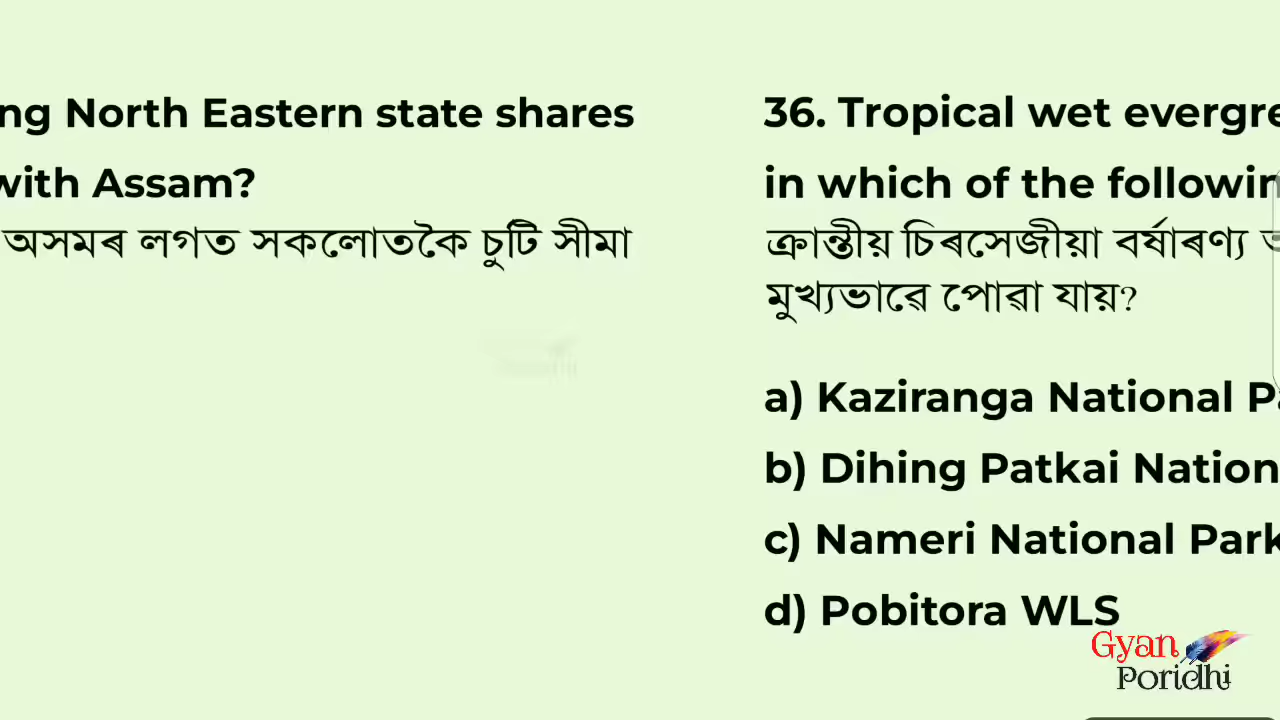 ng North Eastern state shares
with Assam?
অসমৰ লগত সকলোতকৈ চুটি সীমা
36. Tropical wet evergre
in which of the followin
ক্ৰান্তীয় চিৰসেজীয়া বৰ্ষাৰণ্য
মুখ্যভাৱে পোৱা যায়?
a) Kaziranga National Pa
b) Dihing Patkai Nation
c) Nameri National Park
d) Pobitora WLS
Gyan
Poridhi